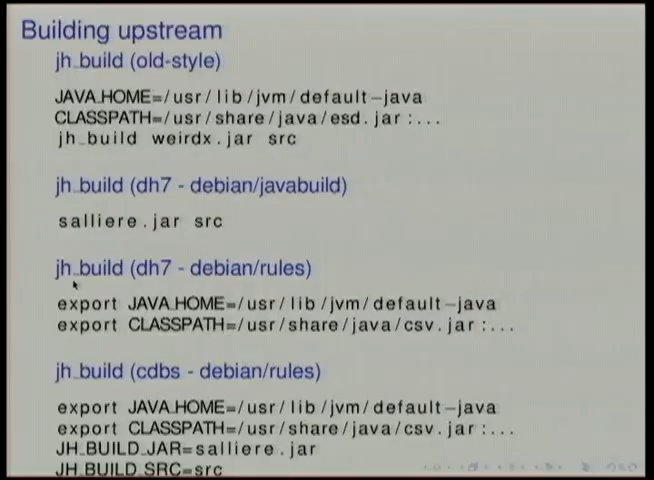 Building upstream
jh_build (old-style)
JAVA_HOME=/usr/lib/jvm/default-java
CLASSPATH=/usr/share/java/esd.jar:...
jh_build weirdx.jar src
jh_build (dh7 - debian/javabuild)
salliere.jar src
jh_build (dh7 - debian/rules)
export JAVA_HOME=/usr/lib/jvm/default-java
export CLASSPATH=/usr/share/java/csv.jar:...
jh_build (cdbs - debian/rules)
export JAVA_HOME=/usr/lib/jvm/default-java
export CLASSPATH=/usr/share/java/csv.jar:...
JH_BUILD_JAR=salliere.jar
JH_BUILD_SRC=src